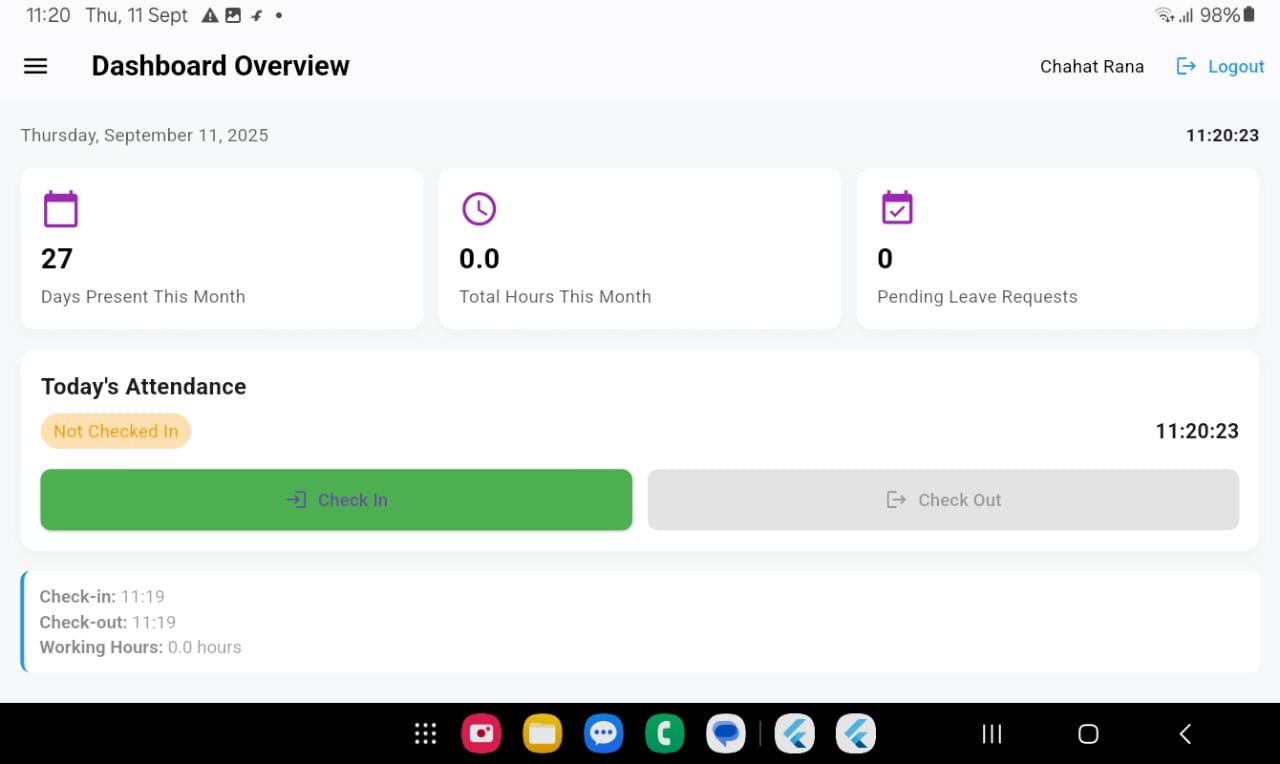 11:20 Thu, 11 Sept 98%
Dashboard Overview Chahat Rana Logout
Thursday, September 11, 2025 11:20:23
27 0.0 0
Days Present This Month Total Hours This Month Pending Leave Requests
Today's Attendance
Not Checked In 11:20:23
Check In Check Out
Check-in: 11:19
Check-out: 11:19
Working Hours: 0.0 hours